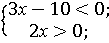 3x − 10 < 0;
2x > 0;